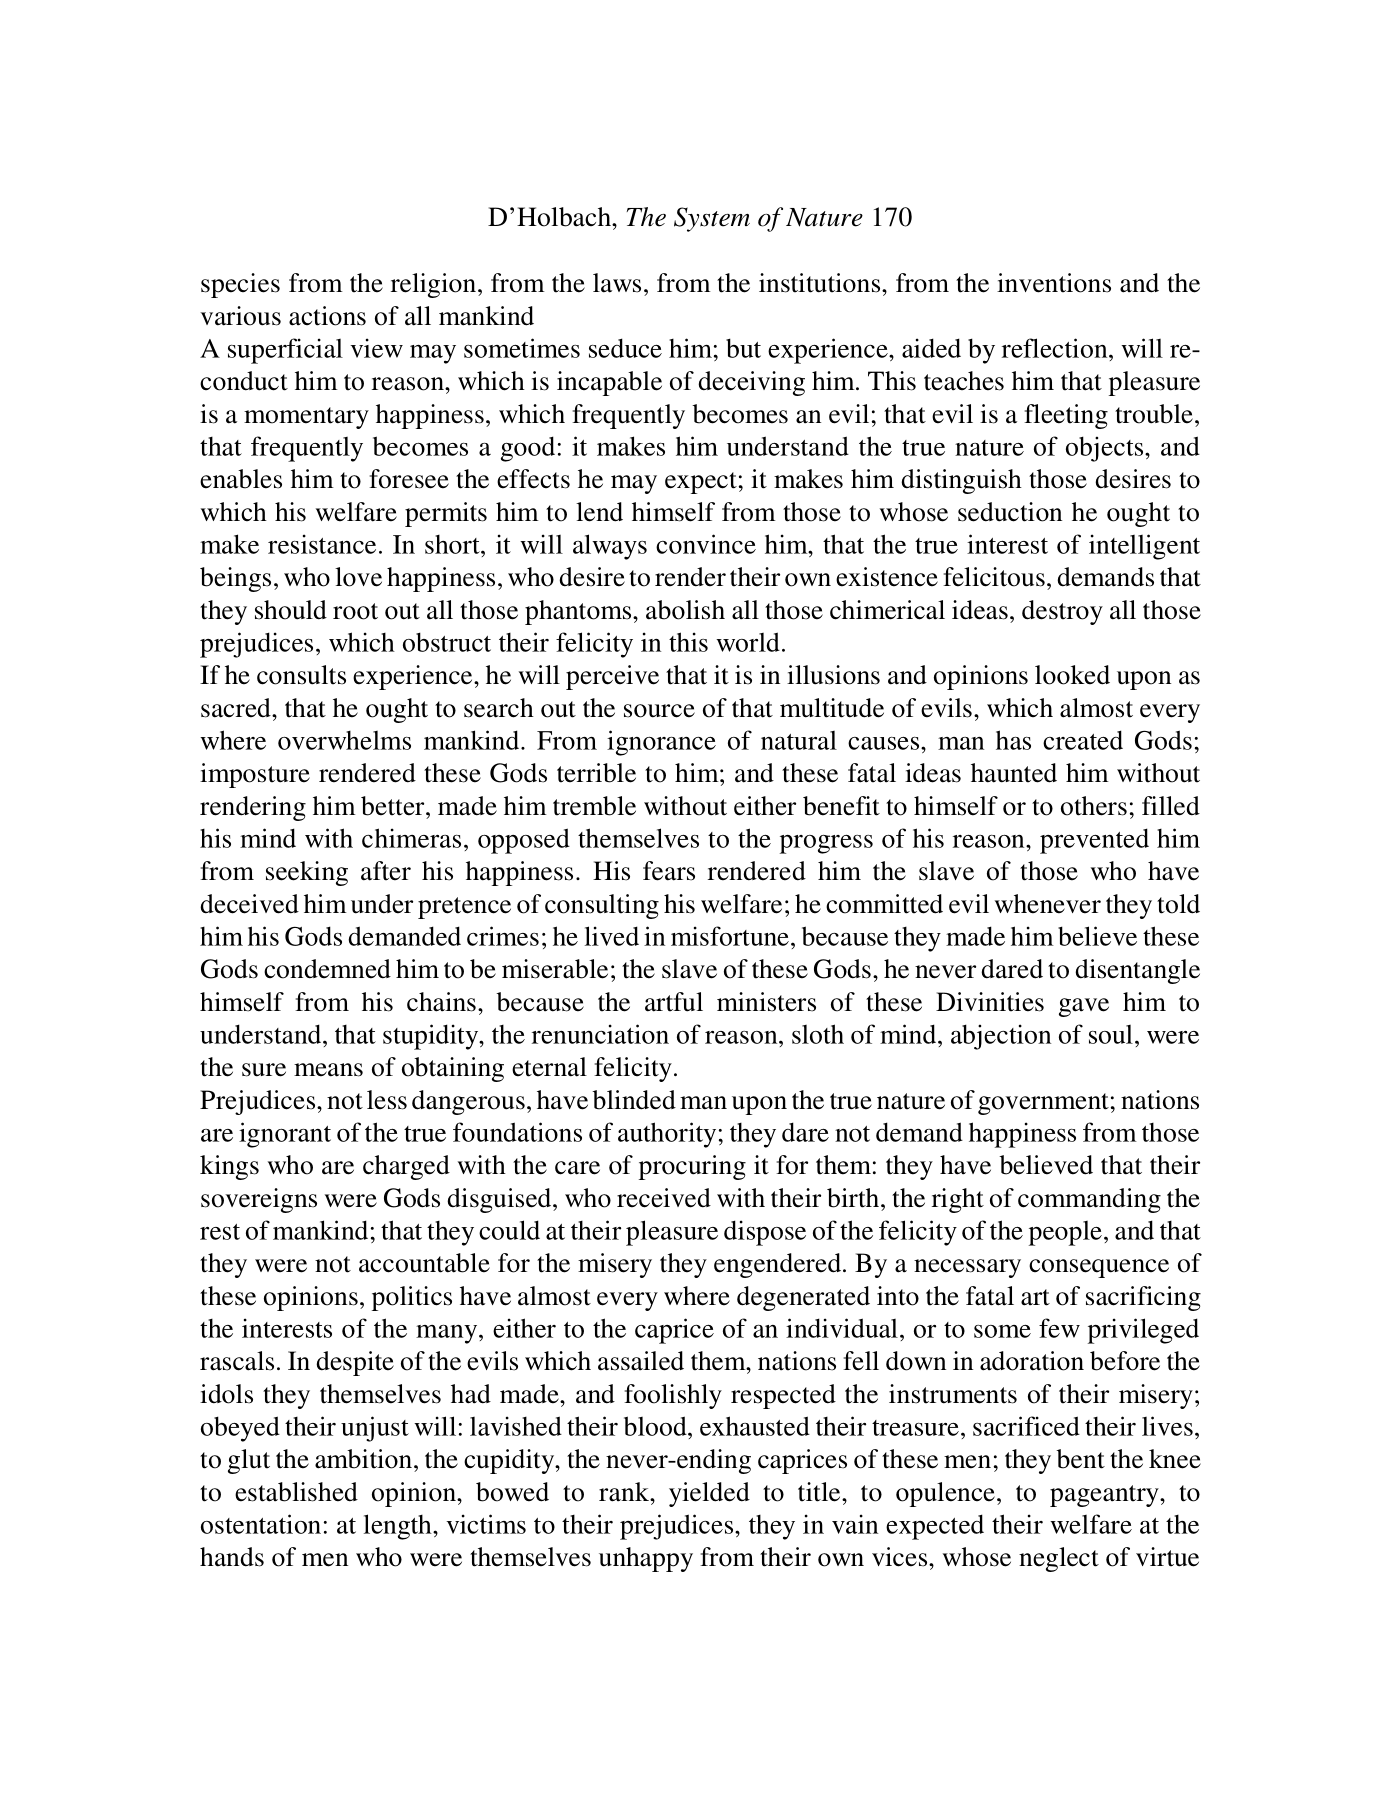 D’Holbach, The System of Nature 170
species from the religion, from the laws, from the institutions, from the inventions and the
various actions of all mankind
A superficial view may sometimes seduce him; but experience, aided by reflection, will re-
conduct him to reason, which is incapable of deceiving him. This teaches him that pleasure
is a momentary happiness, which frequently becomes an evil; that evil is a fleeting trouble,
that frequently becomes a good: it makes him understand the true nature of objects, and
enables him to foresee the effects he may expect; it makes him distinguish those desires to
which his welfare permits him to lend himself from those to whose seduction he ought to
make resistance. In short, it will always convince him, that the true interest of intelligent
beings, who love happiness, who desire to render their own existence felicitous, demands that
they should root out all those phantoms, abolish all those chimerical ideas, destroy all those
prejudices, which obstruct their felicity in this world.
If he consults experience, he will perceive that it is in illusions and opinions looked upon as
sacred, that he ought to search out the source of that multitude of evils, which almost every
where overwhelms mankind. From ignorance of natural causes, man has created Gods;
imposture rendered these Gods terrible to him; and these fatal ideas haunted him without
rendering him better, made him tremble without either benefit to himself or to others; filled
his mind with chimeras, opposed themselves to the progress of his reason, prevented him
from seeking after his happiness. His fears rendered him the slave of those who have
deceived him under pretence of consulting his welfare; he committed evil whenever they told
him his Gods demanded crimes; he lived in misfortune, because they made him believe these
Gods condemned him to be miserable; the slave of these Gods, he never dared to disentangle
himself from his chains, because the artful ministers of these Divinities gave him to
understand, that stupidity, the renunciation of reason, sloth of mind, abjection of soul, were
the sure means of obtaining eternal felicity.
Prejudices, not less dangerous, have blinded man upon the true nature of government; nations
are ignorant of the true foundations of authority; they dare not demand happiness from those
kings who are charged with the care of procuring it for them: they have believed that their
sovereigns were Gods disguised, who received with their birth, the right of commanding the
rest of mankind; that they could at their pleasure dispose of the felicity of the people, and that
they were not accountable for the misery they engendered. By a necessary consequence of
these opinions, politics have almost every where degenerated into the fatal art of sacrificing
the interests of the many, either to the caprice of an individual, or to some few privileged
rascals. In despite of the evils which assailed them, nations fell down in adoration before the
idols they themselves had made, and foolishly respected the instruments of their misery;
obeyed their unjust will: lavished their blood, exhausted their treasure, sacrificed their lives,
to glut the ambition, the cupidity, the never-ending caprices of these men; they bent the knee
to established opinion, bowed to rank, yielded to title, to opulence, to pageantry, to
ostentation: at length, victims to their prejudices, they in vain expected their welfare at the
hands of men who were themselves unhappy from their own vices, whose neglect of virtue